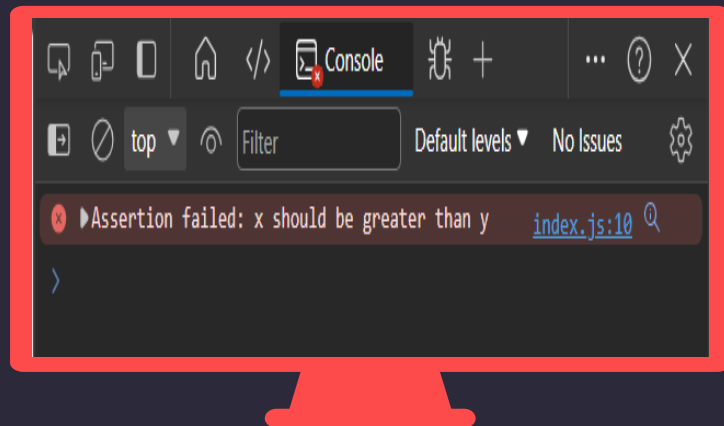 Console
top
Filter
Default levels
No Issues
Assertion failed: x should be greater than y index.js:10